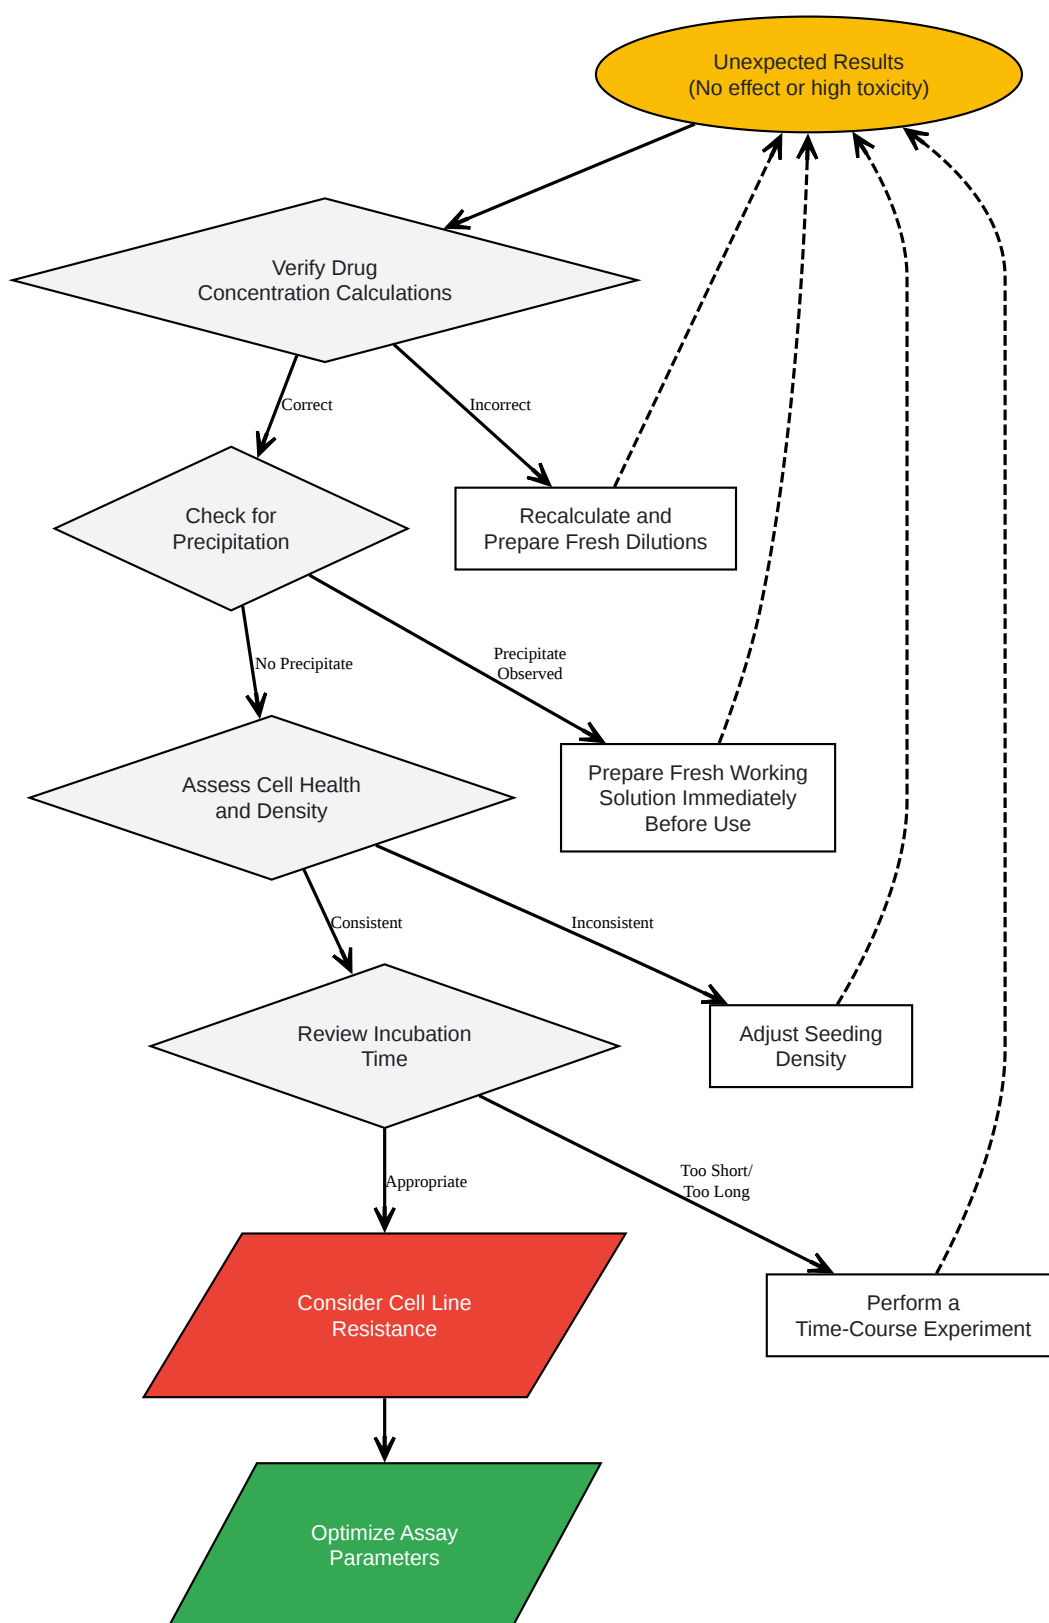 Unexpected Results
(No effect or high toxicity)
Verify Drug
Concentration Calculations
Correct
Incorrect
Check for
Precipitation
Recalculate and
Prepare Fresh Dilutions
No Precipitate
Precipitate
Observed
Assess Cell Health
and Density
Prepare Fresh Working
Solution Immediately
Before Use
Consistent
Inconsistent
Review Incubation
Time
Adjust Seeding
Density
Appropriate
Too Short/
Too Long
Consider Cell Line
Resistance
Perform a
Time-Course Experiment
Optimize Assay
Parameters